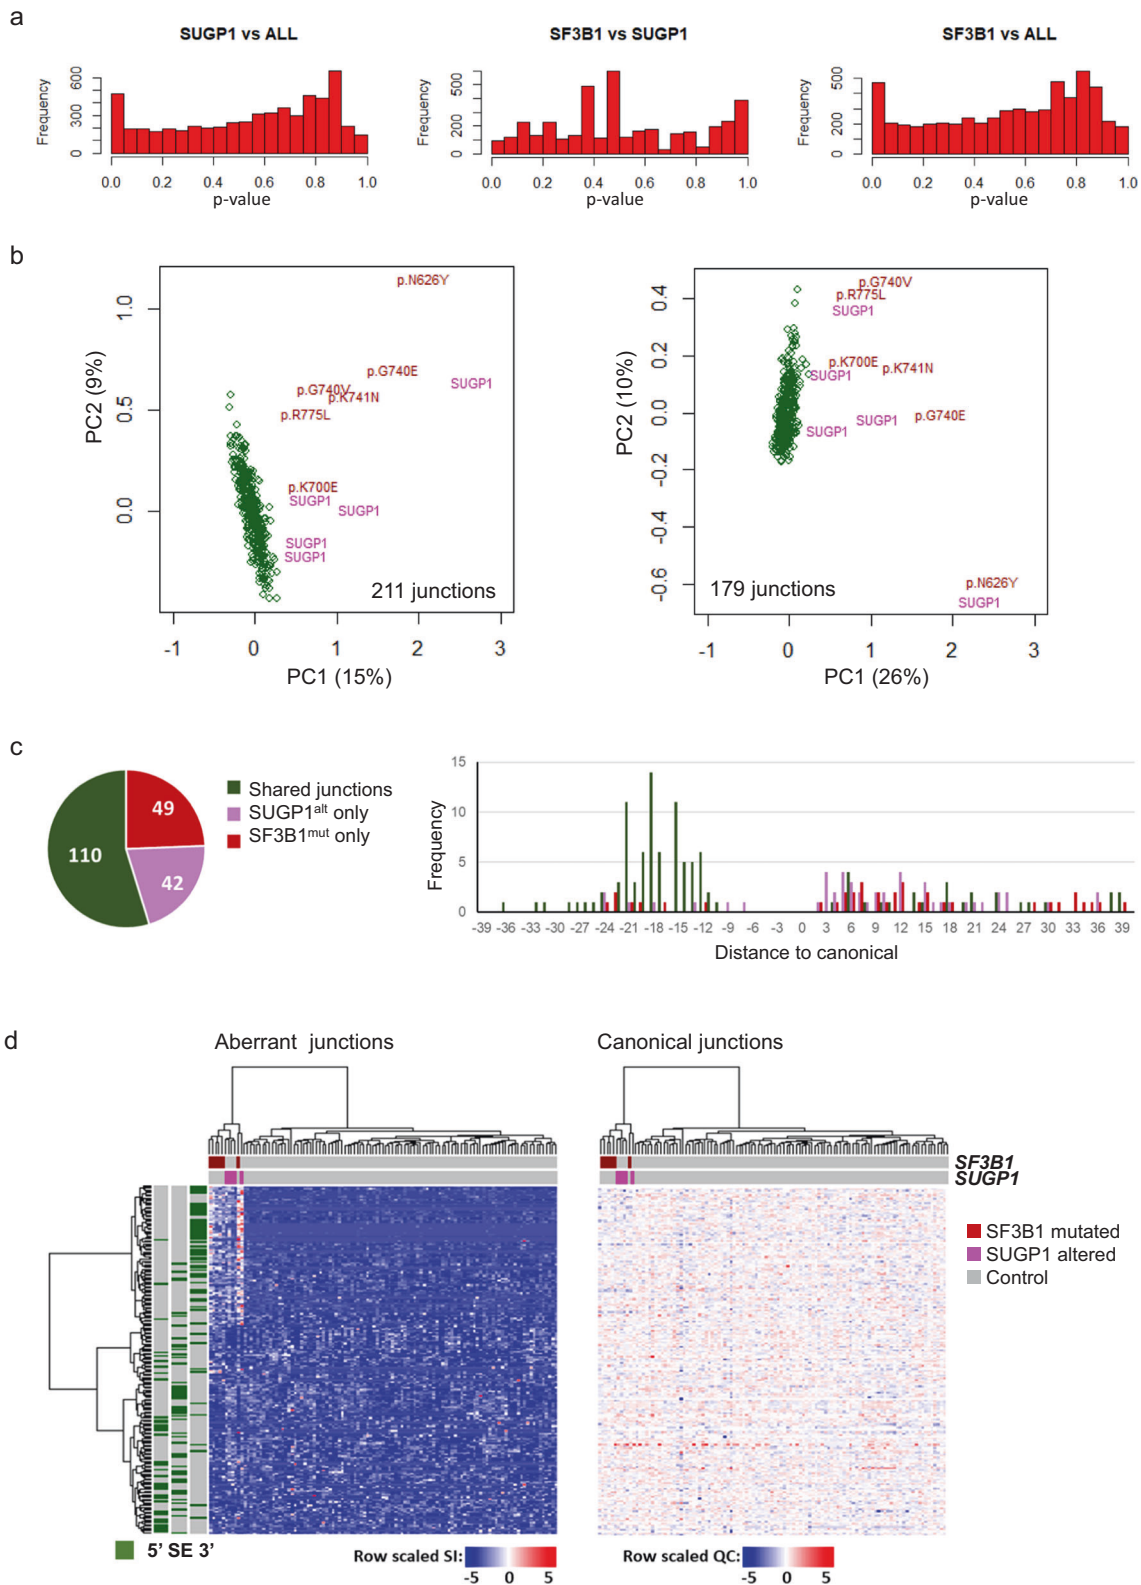 a
SUGP1 vs ALL
SF3B1 vs SUGP1
SF3B1 vs ALL
Frequency
0 300 600
0.0 0.2 0.4 0.6 0.8 1.0
p-value
Frequency
0 200 500
0.0 0.2 0.4 0.6 0.8 1.0
p-value
Frequency
0 200 500
0.0 0.2 0.4 0.6 0.8 1.0
p-value
b
PC2 (9%)
1.0
0.5
0.0
p.N626Y
p.G740E
SUGP1
p.G740V
p.K741N
p.R775L
p.K700E
SUGP1
SUGP1
SUGP1
SUGP1
211 junctions
-1 0 1 2 3
PC1 (15%)
PC2 (10%)
0.4
0.2
0.0
-0.2
-0.4
-0.6
p.G740V
p.R775L
SUGP1
p.K700E
p.K741N
SUGP1
SUGP1
p.G740E
SUGP1
p.N626Y
SUGP1
179 junctions
-1 0 1 2 3
PC1 (26%)
c
110
49
42
Shared junctions
SUGP1alt only
SF3B1mut only
Frequency
15
10
5
0
-39 -36 -33 -30 -27 -24 -21 -18 -15 -12 -9 -6 -3 0 3 6 9 12 15 18 21 24 27 30 33 36 39
Distance to canonical
d
Aberrant junctions
Canonical junctions
SF3B1
SUGP1
SF3B1 mutated
SUGP1 altered
Control
5' SE 3'
Row scaled SI:
-5 0 5
Row scaled QC:
-5 0 5